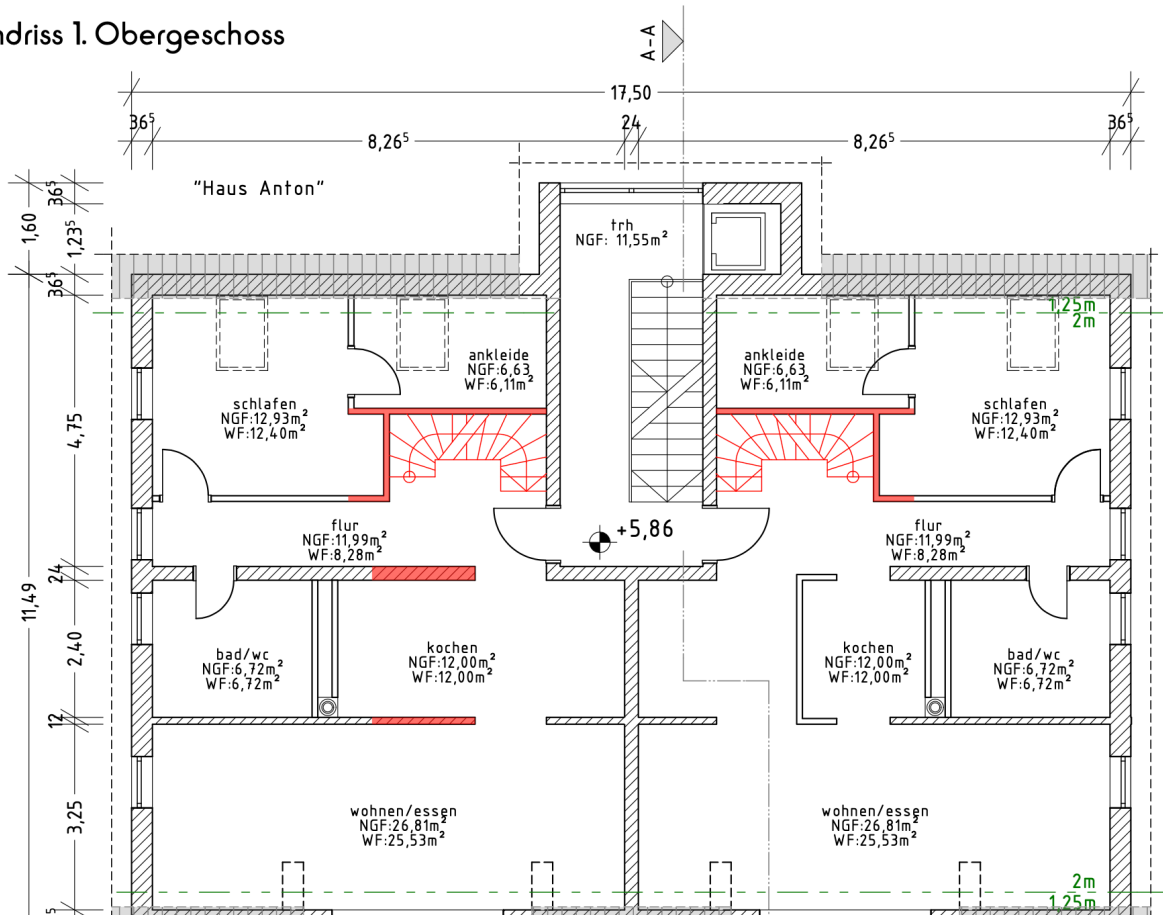 ndriss 1. Obergeschoss
A-A
17,50
36⁵
8,26⁵
24
8,26⁵
36⁵
"Haus Anton"
36⁵
1,60
1,23⁵
36⁵
trh
NGF: 11,55m²
1,25m
2m
ankleide
NGF:6,63
WF:6,11m²
ankleide
NGF:6,63
WF:6,11m²
schlafen
NGF:12,93m²
WF:12,40m²
schlafen
NGF:12,93m²
WF:12,40m²
4,75
flur
NGF:11,99m²
WF:8,28m²
+5,86
flur
NGF:11,99m²
WF:8,28m²
24
11,49
2,40
bad/wc
NGF:6,72m²
WF:6,72m²
kochen
NGF:12,00m²
WF:12,00m²
kochen
NGF:12,00m²
WF:12,00m²
bad/wc
NGF:6,72m²
WF:6,72m²
12
3,25
wohnen/essen
NGF:26,81m²
WF:25,53m²
wohnen/essen
NGF:26,81m²
WF:25,53m²
2m
1,25m